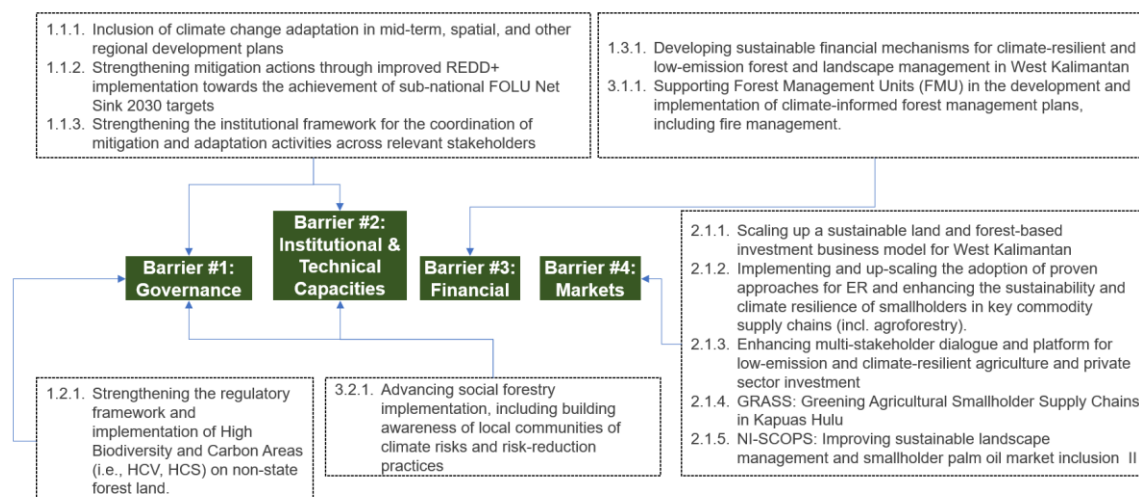 1.1.1. Inclusion of climate change adaptation in mid-term, spatial, and other
regional development plans
1.1.2. Strengthening mitigation actions through improved REDD+
implementation towards the achievement of sub-national FOLU Net
Sink 2030 targets
1.1.3. Strengthening the institutional framework for the coordination of
mitigation and adaptation activities across relevant stakeholders
1.3.1. Developing sustainable financial mechanisms for climate-resilient and
low-emission forest and landscape management in West Kalimantan
3.1.1. Supporting Forest Management Units (FMU) in the development and
implementation of climate-informed forest management plans,
including fire management.
Barrier #1:
Governance
Barrier #2:
Institutional &
Technical
Capacities
Barrier #3:
Financial
Barrier #4:
Markets
2.1.1. Scaling up a sustainable land and forest-based
investment business model for West Kalimantan
2.1.2. Implementing and up-scaling the adoption of proven
approaches for ER and enhancing the sustainability and
climate resilience of smallholders in key commodity
supply chains (incl. agroforestry).
2.1.3. Enhancing multi-stakeholder dialogue and platform for
low-emission and climate-resilient agriculture and private
sector investment
2.1.4. GRASS: Greening Agricultural Smallholder Supply Chains
in Kapuas Hulu
2.1.5. NI-SCOPS: Improving sustainable landscape
management and smallholder palm oil market inclusion II
1.2.1. Strengthening the regulatory
framework and
implementation of High
Biodiversity and Carbon Areas
(i.e., HCV, HCS) on non-state
forest land.
3.2.1. Advancing social forestry
implementation, including building
awareness of local communities of
climate risks and risk-reduction
practices